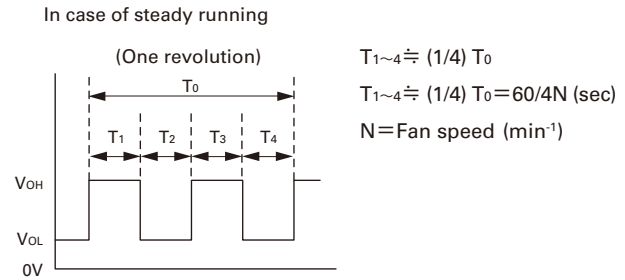 In case of steady running
(One revolution)
T0
T1 T2 T3 T4
VOH
VOL
0V
T1~4≒ (1/4) T0
T1~4≒ (1/4) T0=60/4N (sec)
N=Fan speed (min-1)